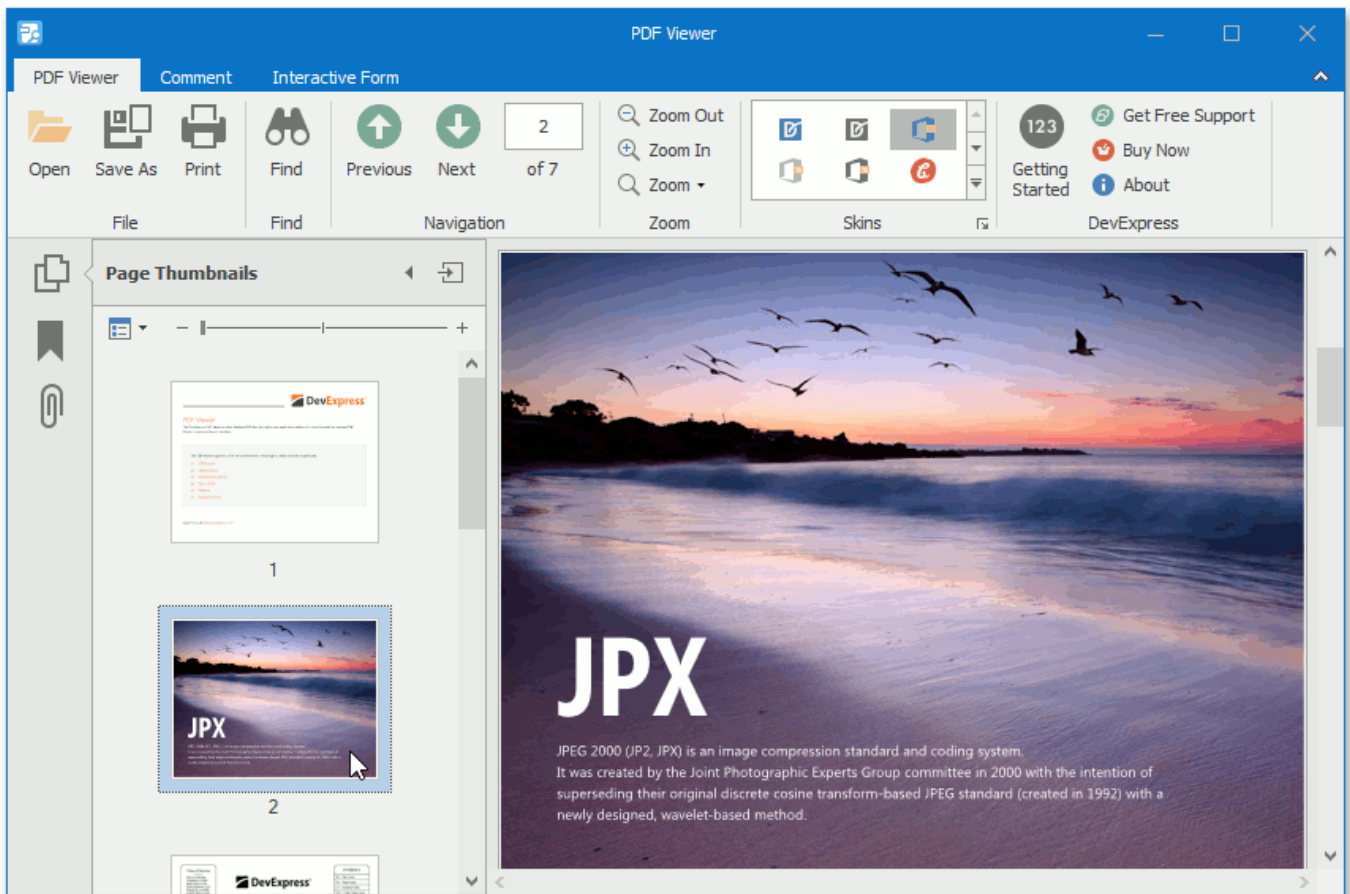 PDF Viewer
PDF Viewer Comment Interactive Form
Open Save As Print Find Previous Next 2 of 7
Zoom Out
Zoom In
Zoom
123
Getting Started
Get Free Support
Buy Now
About
File Find Navigation Zoom Skins DevExpress
Page Thumbnails
DevExpress
PDF Viewer
1
JPX
2
DevExpress
JPX
JPEG 2000 (JP2, JPX) is an image compression standard and coding system.
It was created by the Joint Photographic Experts Group committee in 2000 with the intention of
superseding their original discrete cosine transform-based JPEG standard (created in 1992) with a
newly designed, wavelet-based method.